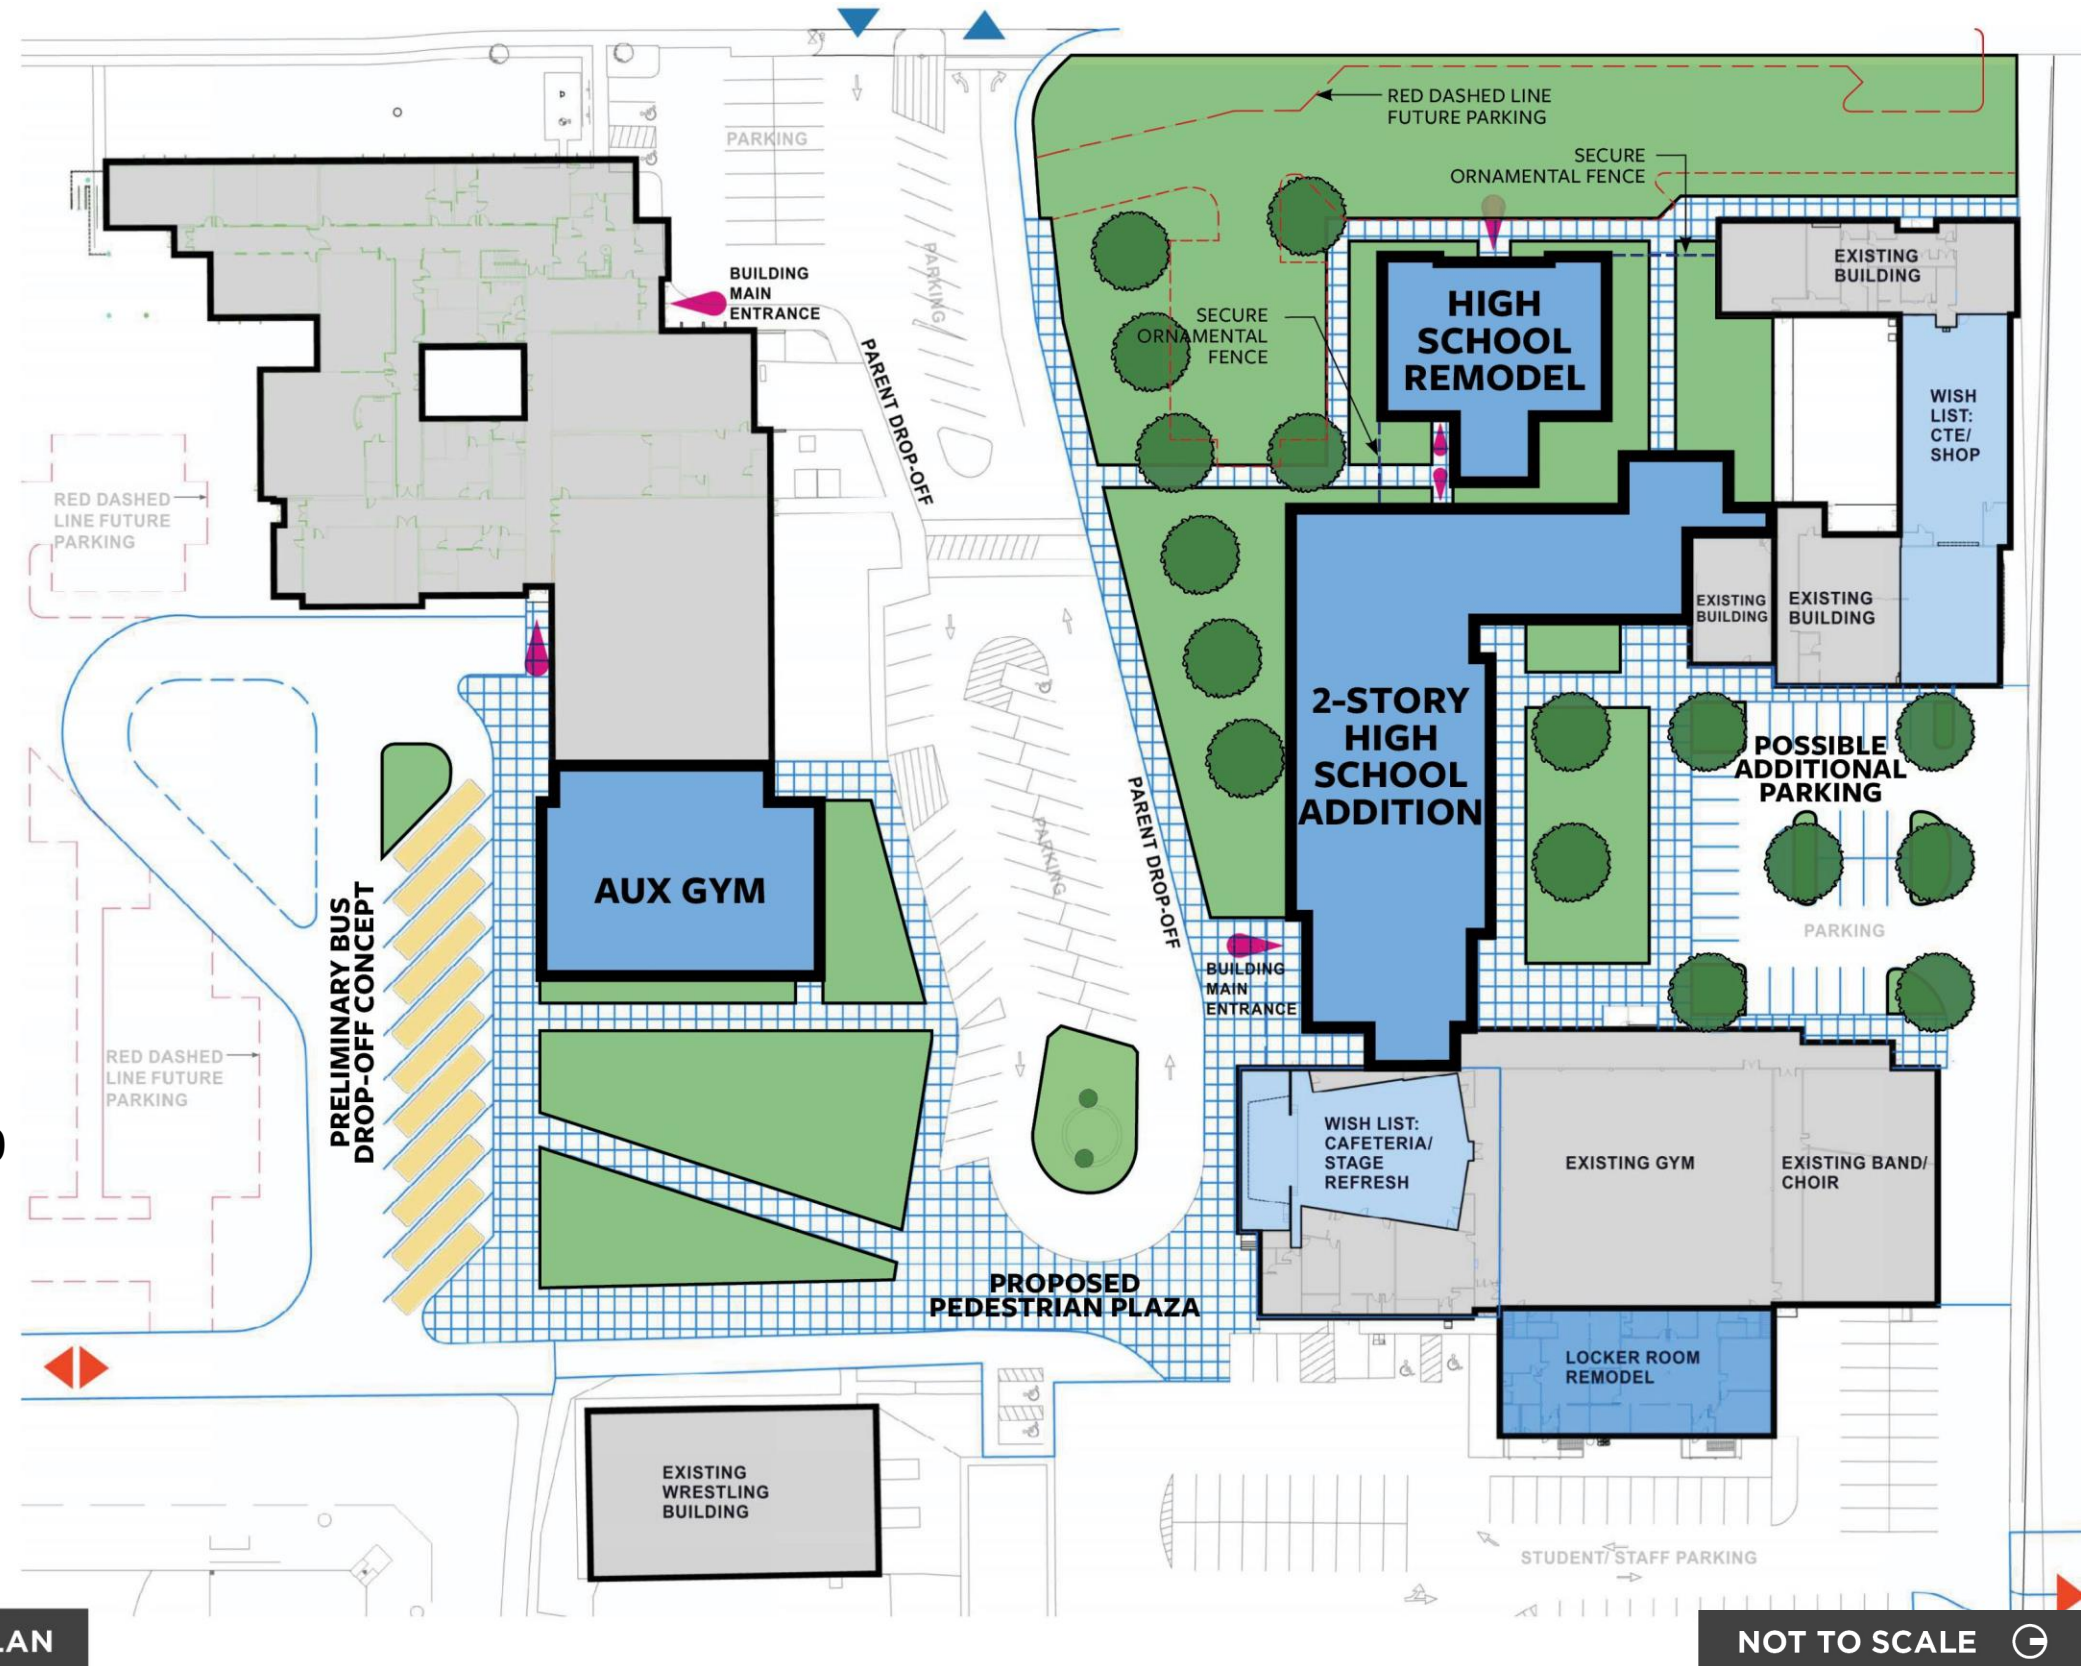 PARKING
RED DASHED LINE
FUTURE PARKING
SECURE
ORNAMENTAL FENCE
BUILDING
MAIN
ENTRANCE
PARKING
PARENT DROP-OFF
SECURE
ORNAMENTAL
FENCE
HIGH
SCHOOL
REMODEL
EXISTING
BUILDING
WISH
LIST:
CTE/
SHOP
RED DASHED
LINE FUTURE
PARKING
EXISTING
BUILDING
EXISTING
BUILDING
2-STORY
HIGH
SCHOOL
ADDITION
POSSIBLE
ADDITIONAL
PARKING
PARKING
PARENT DROP-OFF
PARKING
AUX GYM
PRELIMINARY BUS
DROP-OFF CONCEPT
BUILDING
MAIN
ENTRANCE
RED DASHED
LINE FUTURE
PARKING
WISH LIST:
CAFETERIA/
STAGE
REFRESH
EXISTING GYM
EXISTING BAND/
CHOIR
PROPOSED
PEDESTRIAN PLAZA
LOCKER ROOM
REMODEL
EXISTING
WRESTLING
BUILDING
STUDENT/ STAFF PARKING
LAN
NOT TO SCALE